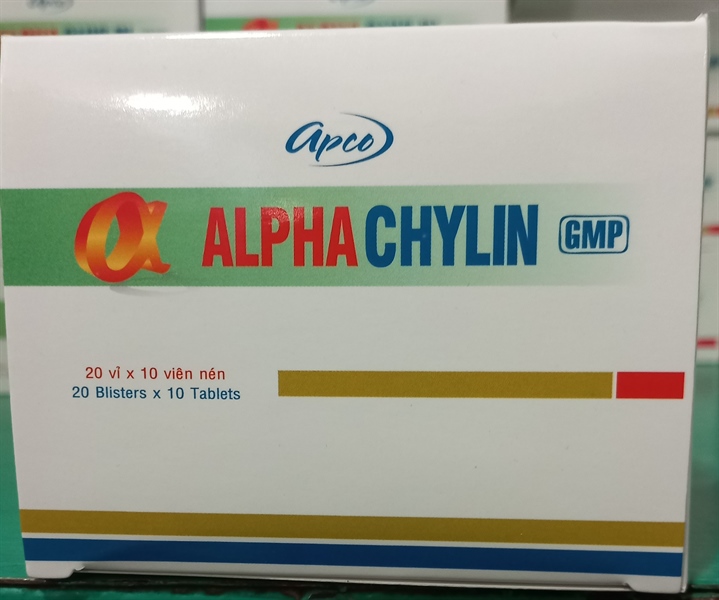 apco
α ALPHA CHYLIN GMP
20 vỉ x 10 viên nén
20 Blisters x 10 Tablets